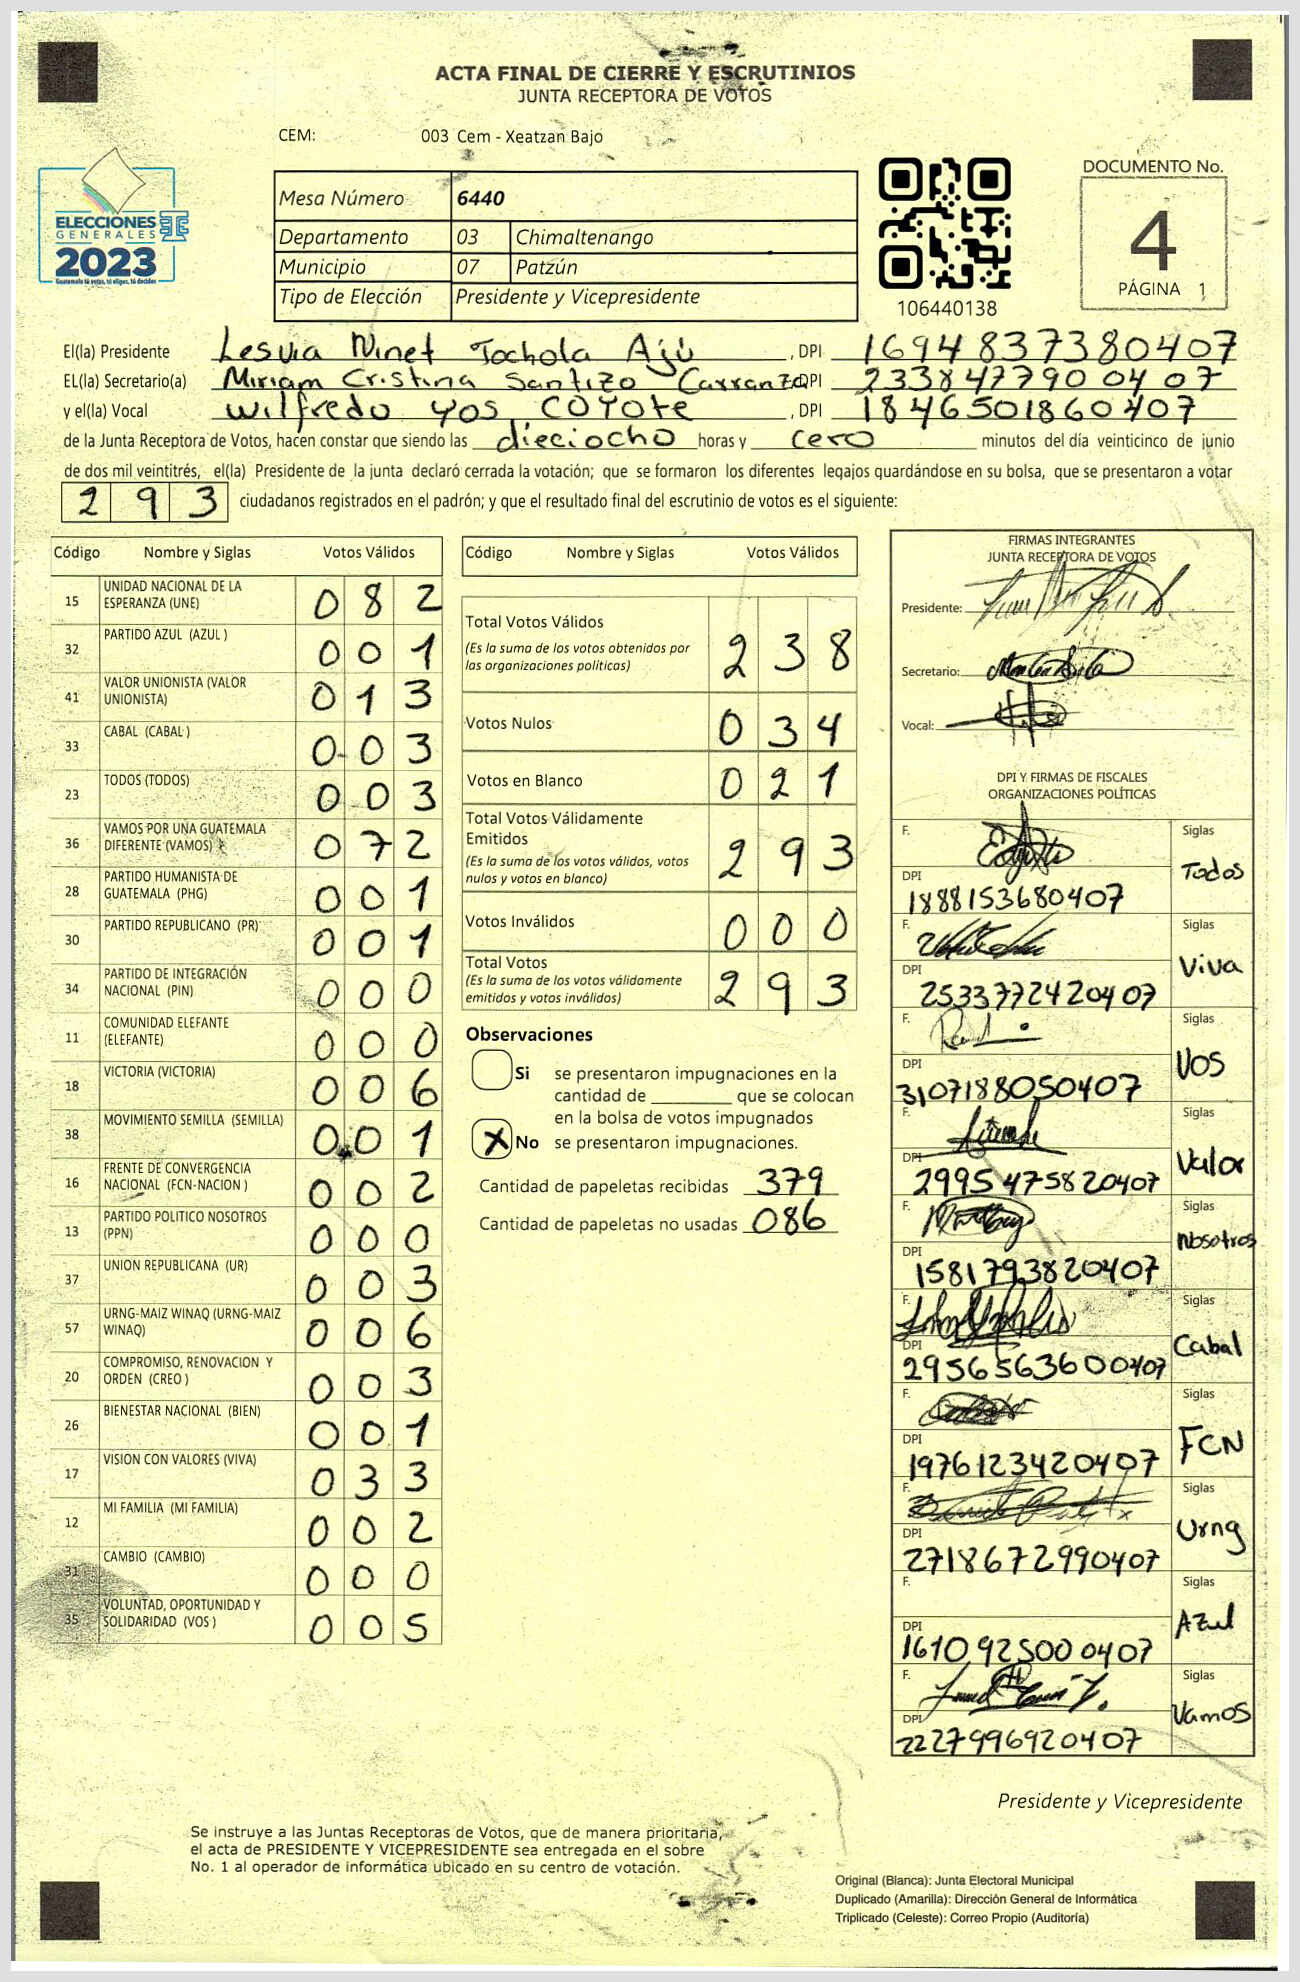 ACTA FINAL DE CIERRE Y ESCRUTINIOS
JUNTA RECEPTORA DE VOTOS
CEM: 003 Cem - Xeatzan Bajo
ELECCIONES
GENERALES
2023
Guatemala tú votas, tú eliges, tú decides
Mesa Número 6440
Departamento 03 Chimaltenango
Municipio 07 Patzún
Tipo de Elección Presidente y Vicepresidente
106440138
DOCUMENTO No.
4
PÁGINA 1
El(la) Presidente Lesvia Ninet Tochola Ajú, DPI 1694837380407
EL(la) Secretario(a) Miriam Cristina Santizo Carranza DPI 2338477900407
y el(la) Vocal Wilfredo Yos COYOTE, DPI 1846501860407
de la Junta Receptora de Votos, hacen constar que siendo las dieciocho horas y cero minutos del día veinticinco de junio
de dos mil veintitrés, el(la) Presidente de la junta declaró cerrada la votación; que se formaron los diferentes legajos quardándose en su bolsa, que se presentaron a votar
293 ciudadanos registrados en el padrón; y que el resultado final del escrutinio de votos es el siguiente:
Código Nombre y Siglas Votos Válidos
15 UNIDAD NACIONAL DE LA ESPERANZA (UNE) 082
32 PARTIDO AZUL (AZUL ) 001
41 VALOR UNIONISTA (VALOR UNIONISTA) 013
33 CABAL (CABAL ) 003
23 TODOS (TODOS) 003
36 VAMOS POR UNA GUATEMALA DIFERENTE (VAMOS) 072
28 PARTIDO HUMANISTA DE GUATEMALA (PHG) 001
30 PARTIDO REPUBLICANO (PR) 001
34 PARTIDO DE INTEGRACIÓN NACIONAL (PIN) 000
11 COMUNIDAD ELEFANTE (ELEFANTE) 000
18 VICTORIA (VICTORIA) 006
38 MOVIMIENTO SEMILLA (SEMILLA) 001
16 FRENTE DE CONVERGENCIA NACIONAL (FCN-NACION ) 002
13 PARTIDO POLITICO NOSOTROS (PPN) 000
37 UNION REPUBLICANA (UR) 003
57 URNG-MAIZ WINAQ (URNG-MAIZ WINAQ) 006
20 COMPROMISO, RENOVACION Y ORDEN (CREO ) 003
26 BIENESTAR NACIONAL (BIEN) 001
17 VISION CON VALORES (VIVA) 033
12 MI FAMILIA (MI FAMILIA) 002
31 CAMBIO (CAMBIO) 000
35 VOLUNTAD, OPORTUNIDAD Y SOLIDARIDAD (VOS ) 005
Código Nombre y Siglas Votos Válidos
Total Votos Válidos 238
(Es la suma de los votos obtenidos por
las organizaciones políticas)
Votos Nulos 034
Votos en Blanco 021
Total Votos Válidamente
Emitidos 293
(Es la suma de los votos válidos, votos
nulos y votos en blanco)
Votos Inválidos 000
Total Votos 293
(Es la suma de los votos válidamente
emitidos y votos inválidos)
Observaciones
Si se presentaron impugnaciones en la
cantidad de ________ que se colocan
en la bolsa de votos impugnados
X No se presentaron impugnaciones.
Cantidad de papeletas recibidas 379
Cantidad de papeletas no usadas 086
FIRMAS INTEGRANTES
JUNTA RECEPTORA DE VOTOS
Presidente:
Secretario:
Vocal:
DPI Y FIRMAS DE FISCALES
ORGANIZACIONES POLÍTICAS
F. Siglas Todos
DPI 1888153680407
F. Siglas Viva
DPI 2533772420407
F. Siglas VOS
DPI 3107188050407
F. Siglas Valor
DPI 2995475820407
F. Siglas Nosotros
DPI 1581793820407
F. Siglas Cabal
DPI 2956563600407
F. Siglas FCN
DPI 1976123420407
F. Siglas Urng
DPI 2718672990407
F. Siglas AZul
DPI 1610925000407
F. Siglas Vamos
DPI 2227996920407
Presidente y Vicepresidente
Se instruye a las Juntas Receptoras de Votos, que de manera prioritaria,
el acta de PRESIDENTE Y VICEPRESIDENTE sea entregada en el sobre
No. 1 al operador de informática ubicado en su centro de votación.
Original (Blanca): Junta Electoral Municipal
Duplicado (Amarilla): Dirección General de Informática
Triplicado (Celeste): Correo Propio (Auditoría)